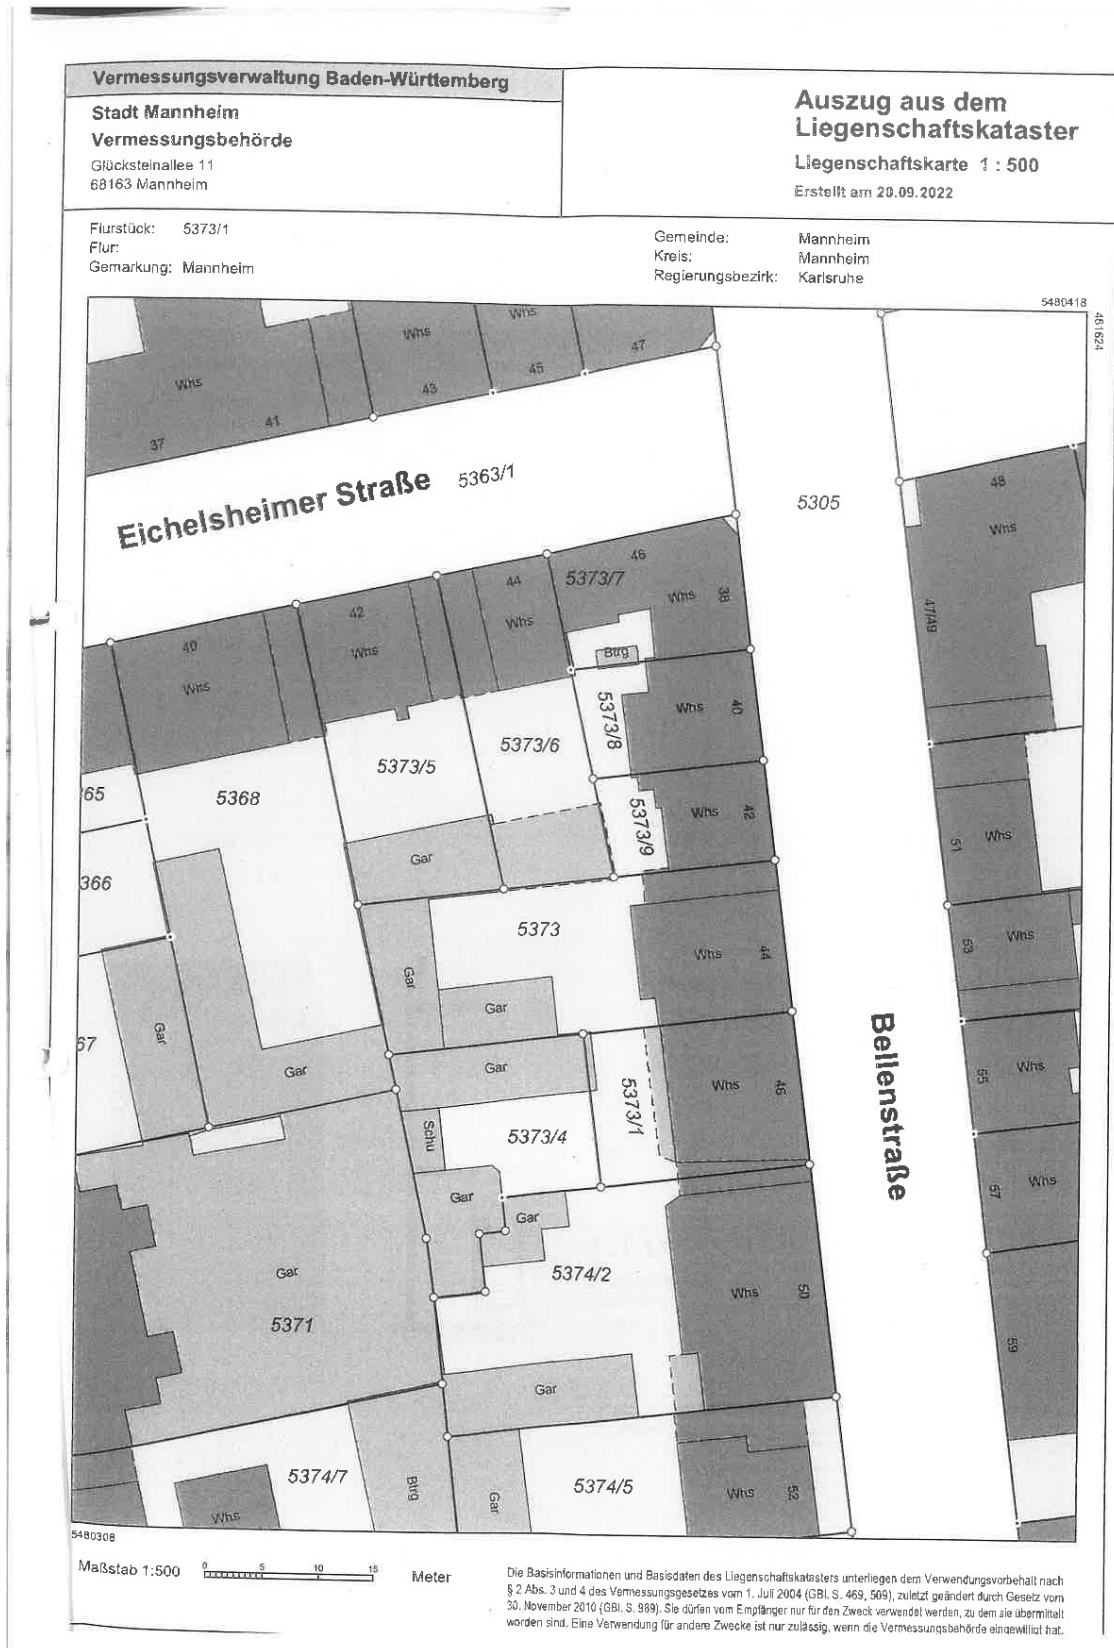 Vermessungsverwaltung Baden-Württemberg
Stadt Mannheim
Vermessungsbehörde
Glücksteinallee 11
68163 Mannheim
Auszug aus dem
Liegenschaftskataster
Liegenschaftskarte 1 : 500
Erstellt am 20.09.2022
Flurstück: 5373/1
Flur:
Gemarkung: Mannheim
Gemeinde: Mannheim
Kreis: Mannheim
Regierungsbezirk: Karlsruhe
5480418
461624
Whs
Whs
Whs
37
41
43
45
47
Eichelsheimer Straße 5363/1
5305
48
Whs
47/49
40
Whs
42
Whs
44
Whs
46
5373/7
Whs
38
Btrg
5373/8
Whs
40
65
5368
5373/5
5373/6
5373/9
Whs
42
51
Whs
366
Gar
5373
Whs
44
53
Whs
67
Gar
Gar
Gar
Gar
Gar
5373/1
Whs
46
Bellenstraße
55
Whs
Schu
5373/4
Gar
Gar
57
Whs
Gar
5371
5374/2
Whs
50
59
Gar
5374/7
Whs
Btrg
Gar
5374/5
Whs
52
5480308
Maßstab 1:500
0 5 10 15
Meter
Die Basisinformationen und Basisdaten des Liegenschaftskatasters unterliegen dem Verwendungsvorbehalt nach
§ 2 Abs. 3 und 4 des Vermessungsgesetzes vom 1. Juli 2004 (GBl. S. 469, 509), zuletzt geändert durch Gesetz vom
30. November 2010 (GBl. S. 989). Sie dürfen vom Empfänger nur für den Zweck verwendet werden, zu dem sie übermittelt
worden sind. Eine Verwendung für andere Zwecke ist nur zulässig, wenn die Vermessungsbehörde eingewilligt hat.